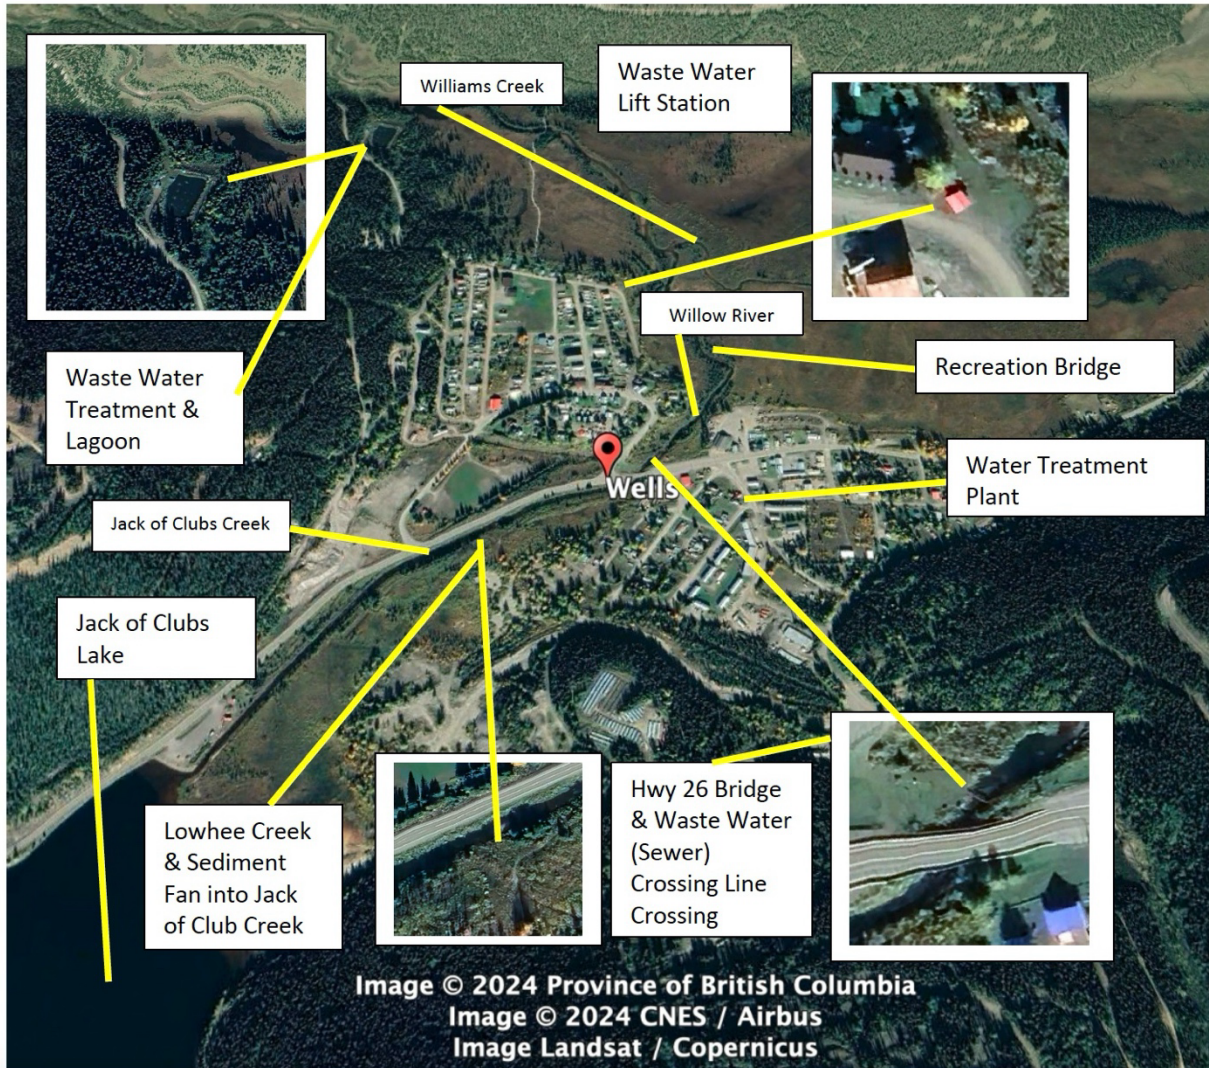 Williams Creek
Waste Water
Lift Station
Willow River
Recreation Bridge
Waste Water
Treatment &
Lagoon
Wells
Water Treatment
Plant
Jack of Clubs Creek
Jack of Clubs
Lake
Lowhee Creek
& Sediment
Fan into Jack
of Club Creek
Hwy 26 Bridge
& Waste Water
(Sewer)
Crossing Line
Crossing
Image © 2024 Province of British Columbia
Image © 2024 CNES / Airbus
Image Landsat / Copernicus